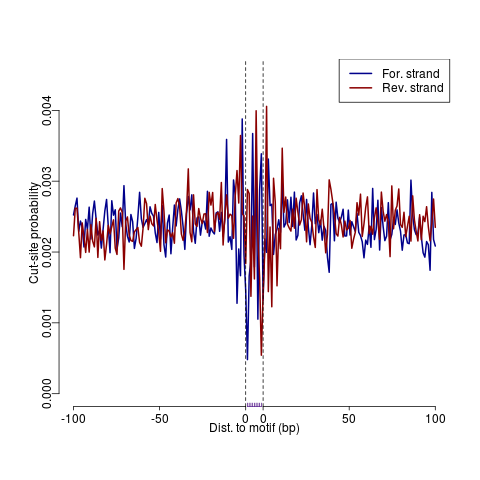 For. strand
Rev. strand
Cut-site probability
0.004
0.003
0.002
0.001
0.000
-100 -50 0 0 50 100
Dist. to motif (bp)